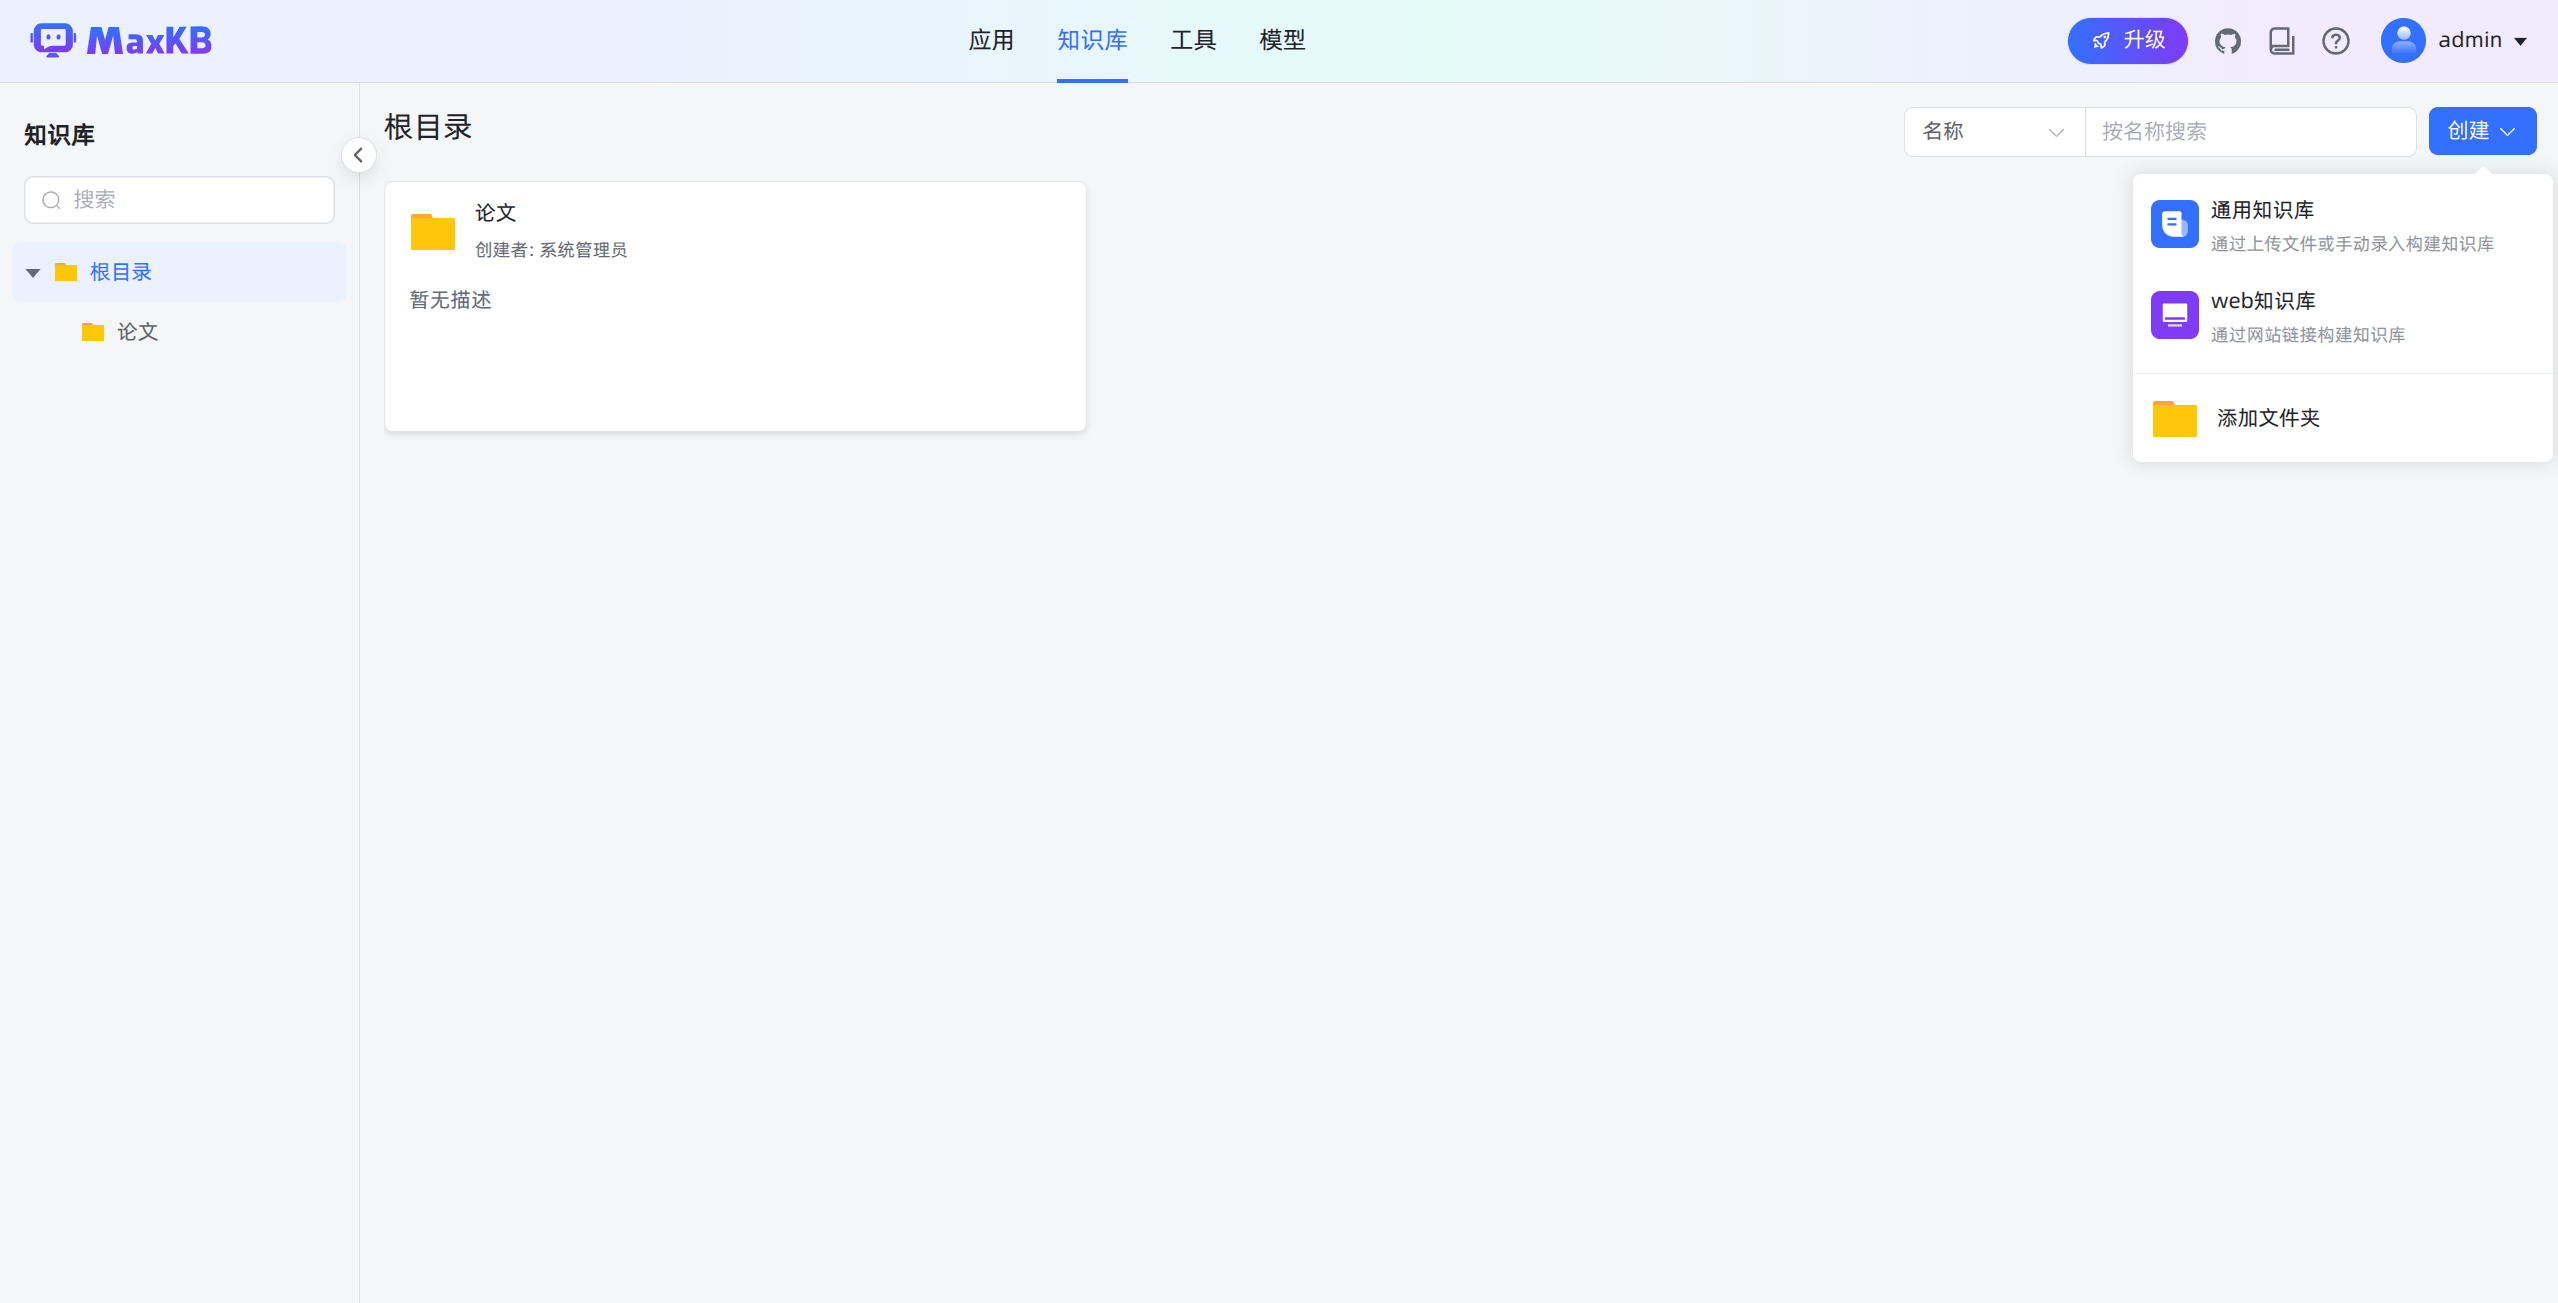 MaxKB
应用
知识库
工具
模型
升级
admin
知识库
搜索
根目录
论文
根目录
名称
按名称搜索
创建
论文
创建者: 系统管理员
暂无描述
通用知识库
通过上传文件或手动录入构建知识库
web知识库
通过网站链接构建知识库
添加文件夹